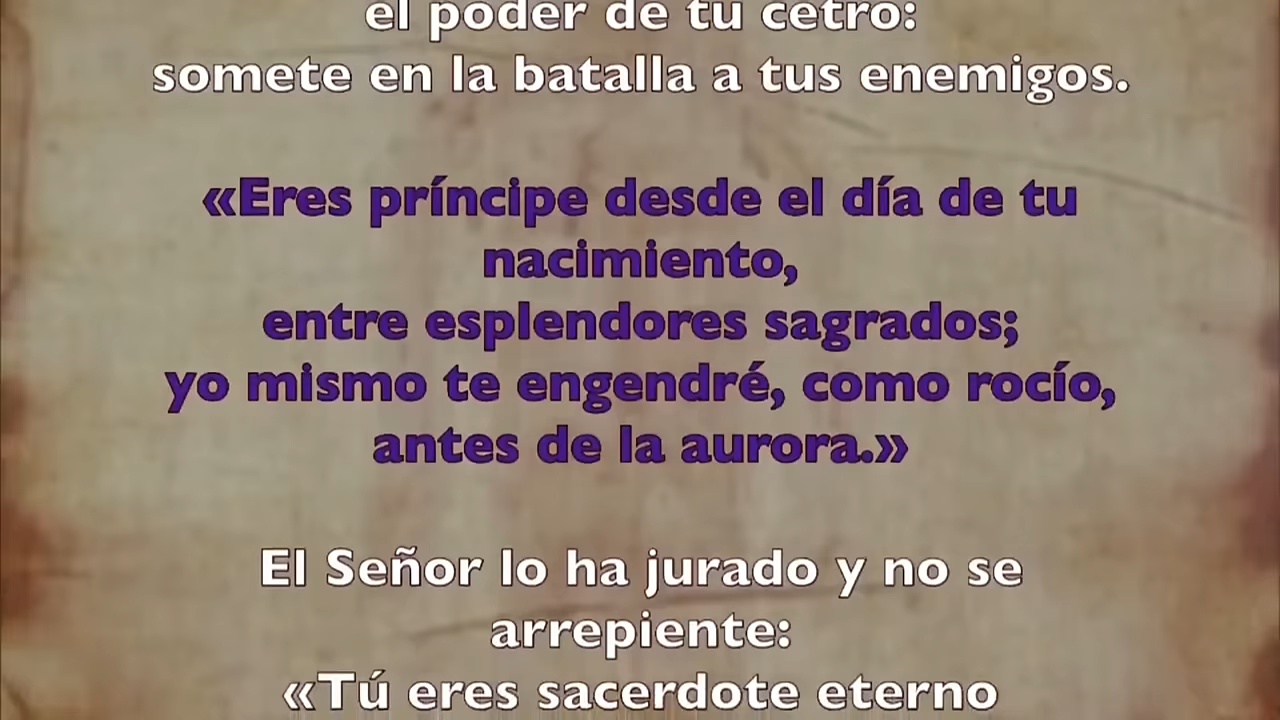 el poder de tu cetro:
somete en la batalla a tus enemigos.
«Eres príncipe desde el día de tu
nacimiento,
entre esplendores sagrados;
yo mismo te engendré, como rocío,
antes de la aurora.»
El Señor lo ha jurado y no se
arrepiente:
«Tú eres sacerdote eterno